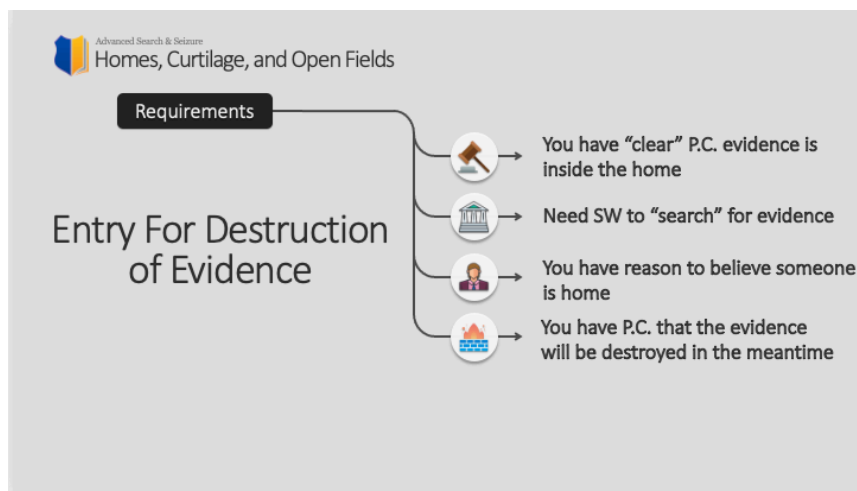 Advanced Search & Seizure
Homes, Curtilage, and Open Fields
Requirements
Entry For Destruction
of Evidence
You have “clear” P.C. evidence is
inside the home
Need SW to “search” for evidence
You have reason to believe someone
is home
You have P.C. that the evidence
will be destroyed in the meantime